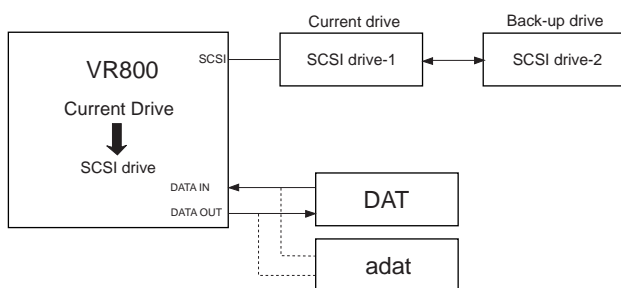 Current drive
Back-up drive
VR800
SCSI
SCSI drive-1
SCSI drive-2
Current Drive
SCSI drive
DATA IN
DAT
DATA OUT
adat